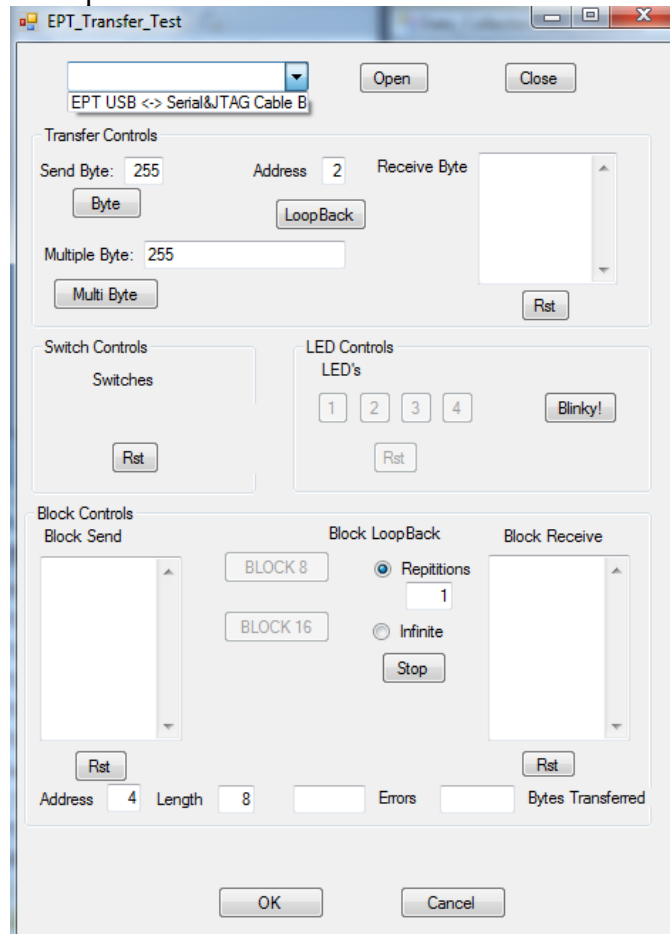 EPT_Transfer_Test
Open
Close
EPT USB <-> Serial&JTAG Cable B
Transfer Controls
Send Byte: 255
Address 2
Receive Byte
Byte
LoopBack
Multiple Byte: 255
Multi Byte
Rst
Switch Controls
LED Controls
Switches
LED's
1 2 3 4
Blinky!
Rst
Rst
Block Controls
Block Send
Block LoopBack
Block Receive
BLOCK 8
Repititions
1
BLOCK 16
Infinite
Stop
Rst
Rst
Address 4 Length 8 Errors Bytes Transferred
OK
Cancel